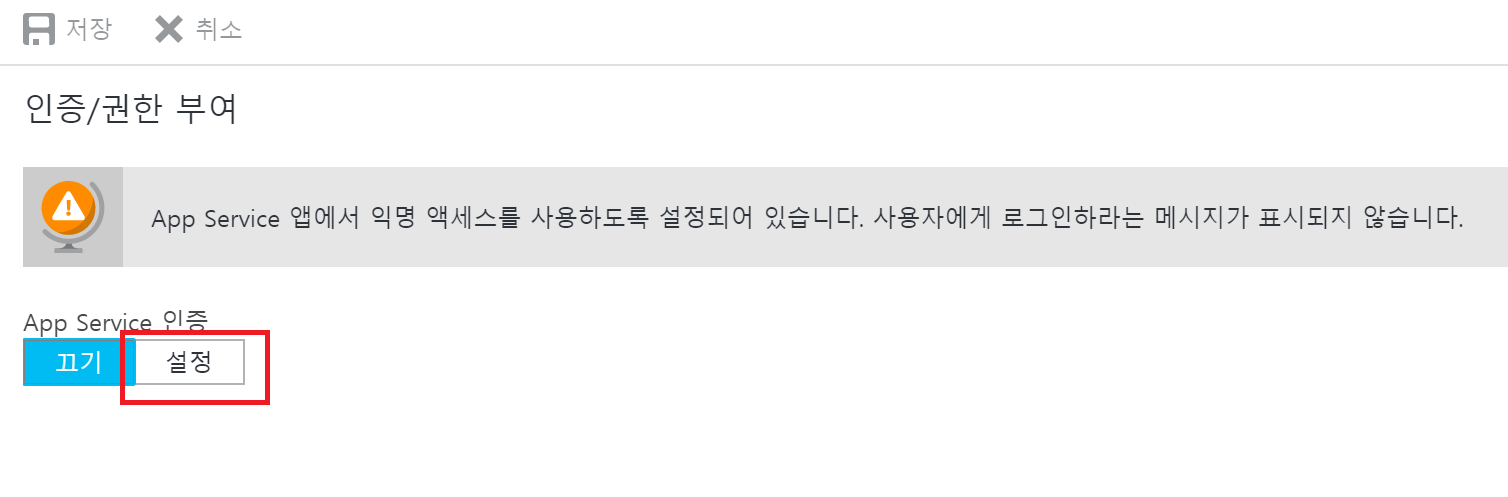 저장 취소
인증/권한 부여
App Service 앱에서 익명 액세스를 사용하도록 설정되어 있습니다. 사용자에게 로그인하라는 메시지가 표시되지 않습니다.
App Service 인증
끄기 설정